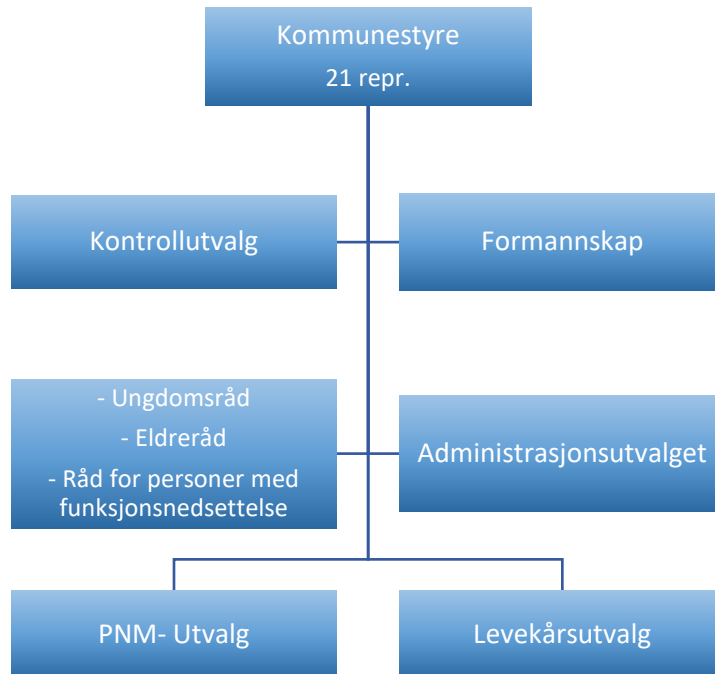 Kommunestyre
21 repr.
Kontrollutvalg
Formannskap
- Ungdomsråd
- Eldreråd
- Råd for personer med
funksjonsnedsettelse
Administrasjonsutvalget
PNM- Utvalg
Levekårsutvalg